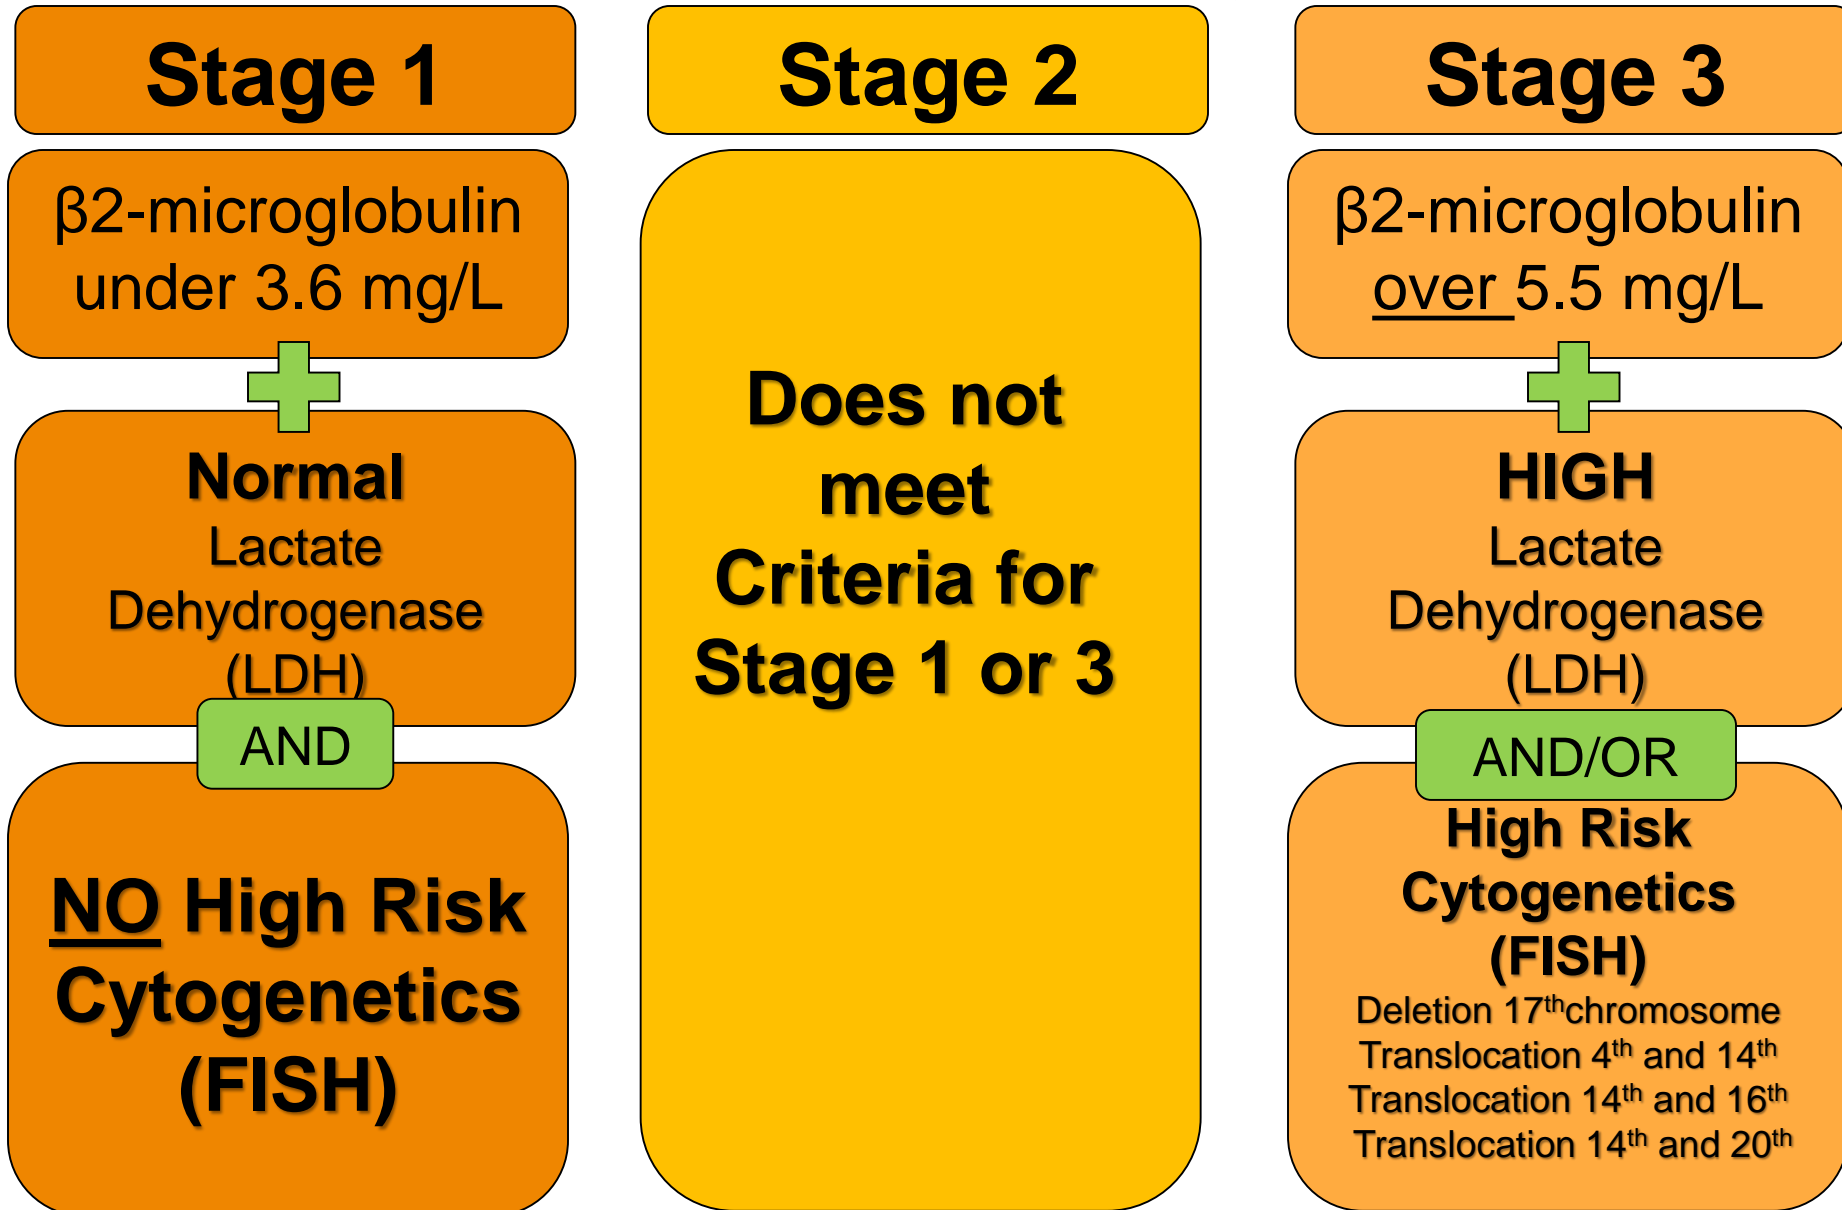 Stage 1
β2-microglobulin
under 3.6 mg/L
Normal
Lactate
Dehydrogenase
(LDH)
AND
NO High Risk
Cytogenetics
(FISH)
Stage 2
Does not
meet
Criteria for
Stage 1 or 3
Stage 3
β2-microglobulin
over 5.5 mg/L
HIGH
Lactate
Dehydrogenase
(LDH)
AND/OR
High Risk
Cytogenetics
(FISH)
Deletion 17thchromosome
Translocation 4th and 14th
Translocation 14th and 16th
Translocation 14th and 20th